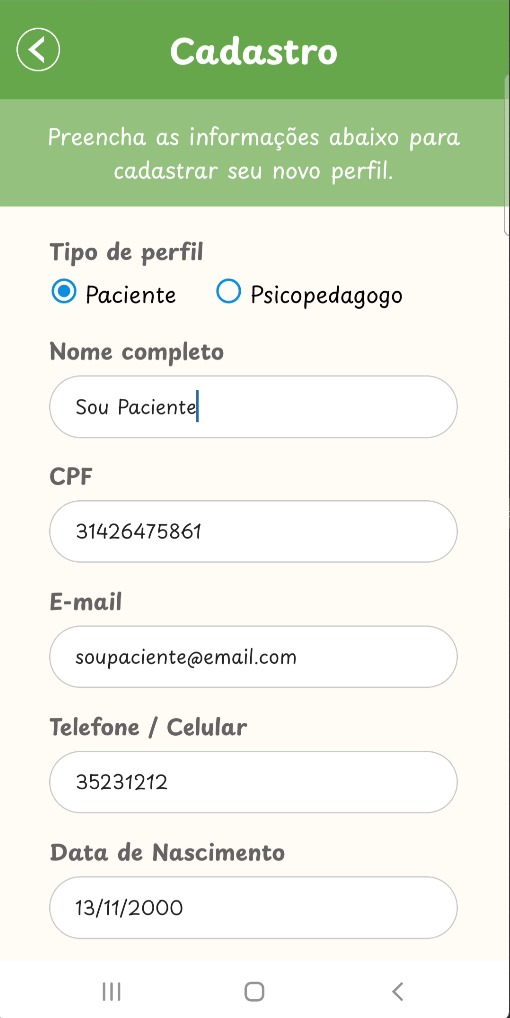 Cadastro
Preencha as informações abaixo para
cadastrar seu novo perfil.
Tipo de perfil
Paciente Psicopedagogo
Nome completo
Sou Paciente
CPF
31426475861
E-mail
soupaciente@email.com
Telefone / Celular
35231212
Data de Nascimento
13/11/2000